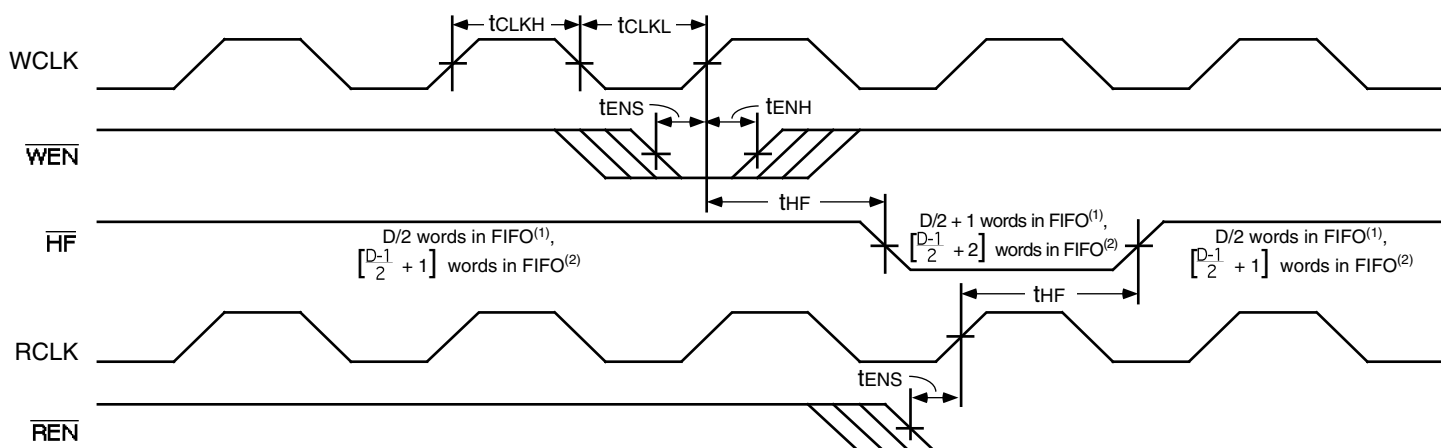 tCLKH
tCLKL
WCLK
tENS
tENH
WEN
tHF
HF
D/2 words in FIFO(1),
[D-1/2 + 1] words in FIFO(2)
D/2 + 1 words in FIFO(1),
[D-1/2 + 2] words in FIFO(2)
D/2 words in FIFO(1),
[D-1/2 + 1] words in FIFO(2)
tHF
RCLK
tENS
REN